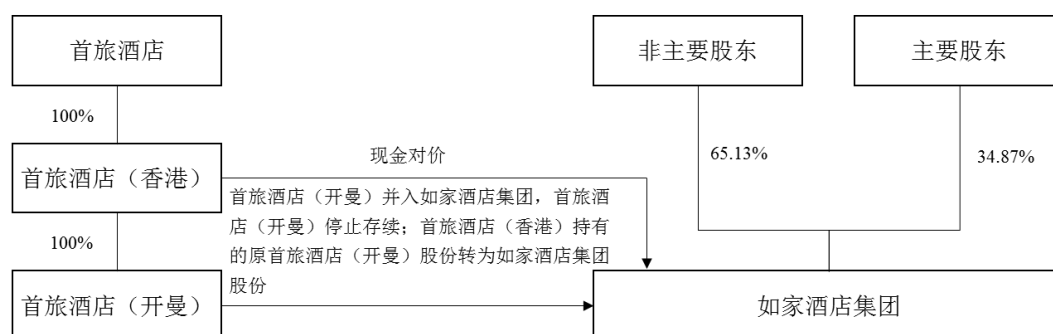 首旅酒店
非主要股东
主要股东
100%
首旅酒店（香港）
现金对价
65.13%
34.87%
首旅酒店（开曼）并入如家酒店集团，首旅酒
店（开曼）停止存续；首旅酒店（香港）持有
的原首旅酒店（开曼）股份转为如家酒店集团
股份
100%
首旅酒店（开曼）
如家酒店集团